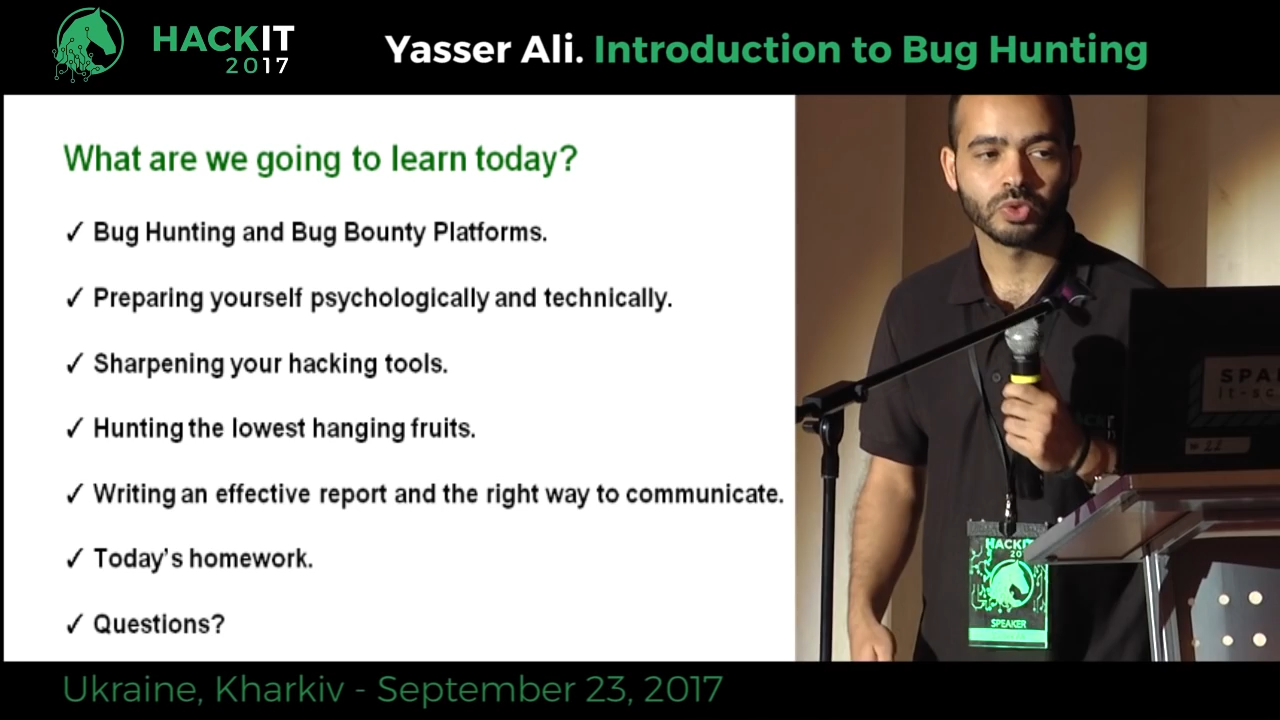 HACKIT
2017
Yasser Ali. Introduction to Bug Hunting
What are we going to learn today?
✓ Bug Hunting and Bug Bounty Platforms.
✓ Preparing yourself psychologically and technically.
✓ Sharpening your hacking tools.
✓ Hunting the lowest hanging fruits.
✓ Writing an effective report and the right way to communicate.
✓ Today's homework.
✓ Questions?
HACKIT
20
SPEAKER
Ukraine, Kharkiv - September 23, 2017